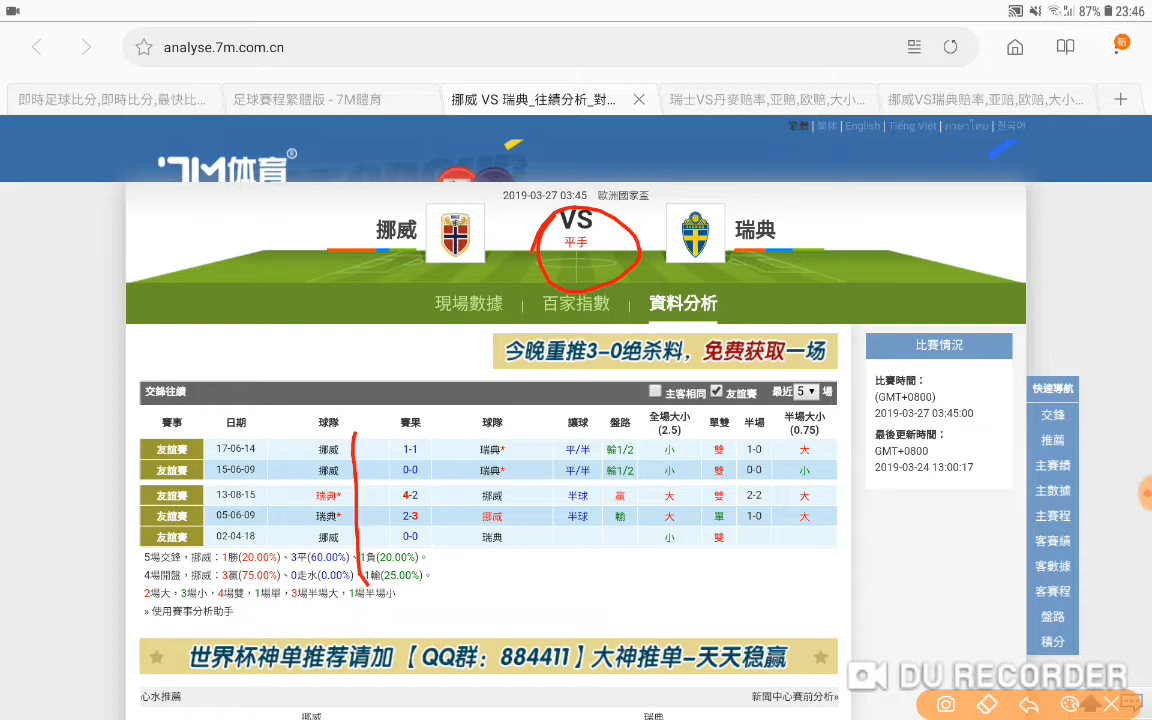 87% 23:46
analyse.7m.com.cn
新
即時足球比分,即時比分,最快比...
足球賽程繁體版 - 7M體育
挪威 VS 瑞典_往績分析_對...
瑞士VS丹麥賠率,亚賠,欧賠,大小...
挪威VS瑞典賠率,亚賠,欧賠,大小...
繁體 | 简体 | English | Tiếng Việt | ภาษาไทย | 한국어
7M体育®
2019-03-27 03:45 歐洲國家盃
挪威 VS 瑞典
平手
現場數據 | 百家指數 | 資料分析
今晚重推3-0绝杀料，免费获取一场
比賽情況
比賽時間：
(GMT+0800)
2019-03-27 03:45:00
最後更新時間：
GMT+0800
2019-03-24 13:00:17
交鋒往績 主客相同 友誼賽 最近 5 場
賽事 日期 球隊 賽果 球隊 讓球 盤路 全場大小 (2.5) 單雙 半場 半場大小 (0.75)
友誼賽 17-06-14 挪威 1-1 瑞典* 平/半 輸1/2 小 雙 1-0 大
友誼賽 15-06-09 挪威 0-0 瑞典* 平/半 輸1/2 小 雙 0-0 小
友誼賽 13-08-15 瑞典* 4-2 挪威 半球 贏 大 雙 2-2 大
友誼賽 05-06-09 瑞典* 2-3 挪威 半球 輸 大 單 1-0 大
友誼賽 02-04-18 挪威 0-0 瑞典 小 雙
5場交鋒，挪威：1勝(20.00%)、3平(60.00%)、1負(20.00%)。
4場開盤，挪威：3贏(75.00%)、0走水(0.00%)、1輸(25.00%)。
2場大，3場小，4場雙，1場單，3場半場大，1場半場小
» 使用賽事分析助手
快速導航
交鋒
推薦
主賽績
主數據
主賽程
客賽績
客數據
客賽程
盤路
積分
世界杯神单推荐请加【QQ群：884411】大神推单-天天稳赢
DU RECORDER
心水推薦 新聞中心賽前分析»
挪威 瑞典